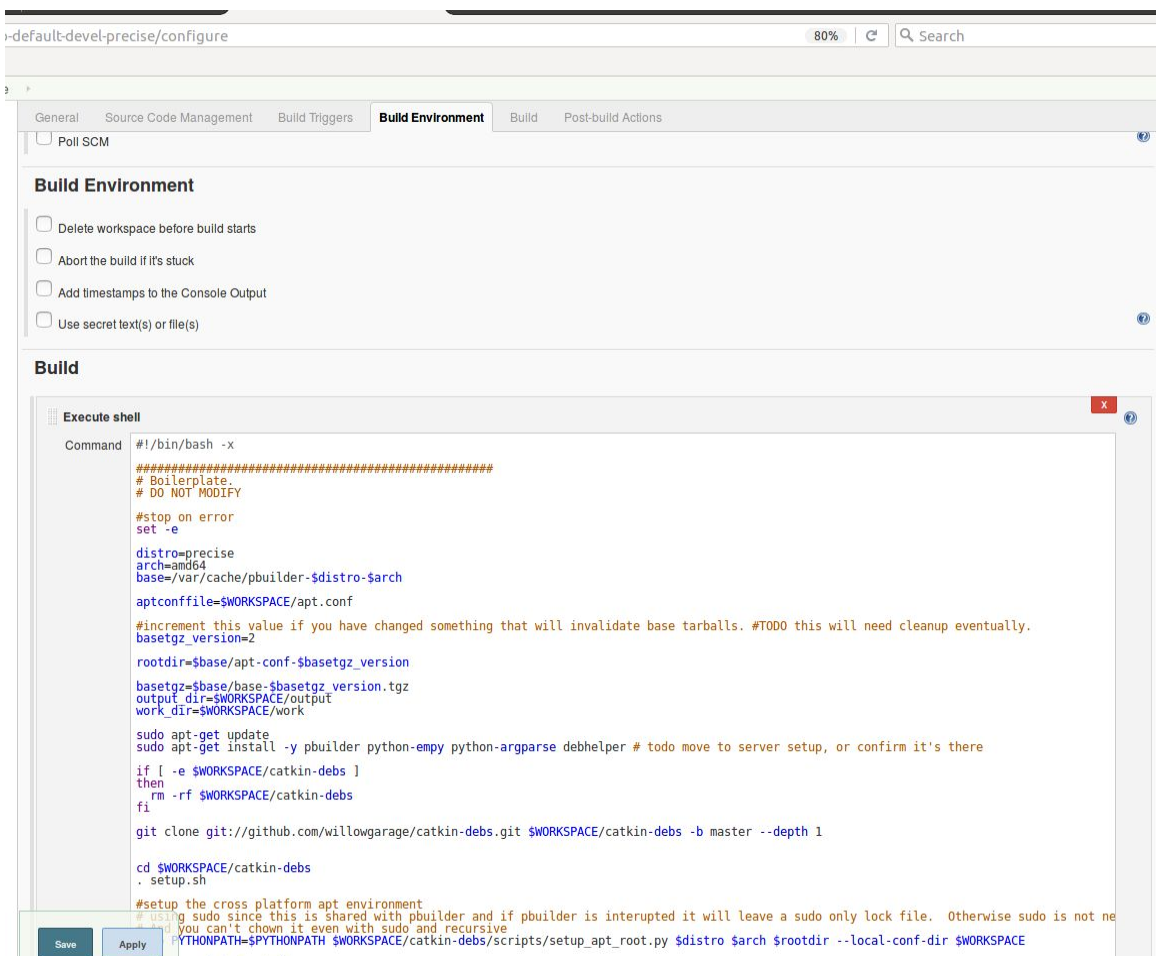 -default-devel-precise/configure
80%
Search
General Source Code Management Build Triggers Build Environment Build Post-build Actions
Poll SCM
Build Environment
Delete workspace before build starts
Abort the build if it's stuck
Add timestamps to the Console Output
Use secret text(s) or file(s)
Build
X
Execute shell
Command
#!/bin/bash -x
###################################################
# Boilerplate.
# DO NOT MODIFY
#stop on error
set -e
distro=precise
arch=amd64
base=/var/cache/pbuilder-$distro-$arch
aptconffile=$WORKSPACE/apt.conf
#increment this value if you have changed something that will invalidate base tarballs. #TODO this will need cleanup eventually.
basetgz_version=2
rootdir=$base/apt-conf-$basetgz_version
basetgz=$base/base-$basetgz_version.tgz
output_dir=$WORKSPACE/output
work_dir=$WORKSPACE/work
sudo apt-get update
sudo apt-get install -y pbuilder python-empy python-argparse debhelper # todo move to server setup, or confirm it's there
if [ -e $WORKSPACE/catkin-debs ]
then
rm -rf $WORKSPACE/catkin-debs
fi
git clone git://github.com/willowgarage/catkin-debs.git $WORKSPACE/catkin-debs -b master --depth 1
cd $WORKSPACE/catkin-debs
. setup.sh
#setup the cross platform apt environment
# using sudo since this is shared with pbuilder and if pbuilder is interupted it will leave a sudo only lock file. Otherwise sudo is not ne
you can't chown it even with sudo and recursive
PYTHONPATH=$PYTHONPATH $WORKSPACE/catkin-debs/scripts/setup_apt_root.py $distro $arch $rootdir --local-conf-dir $WORKSPACE
Save Apply